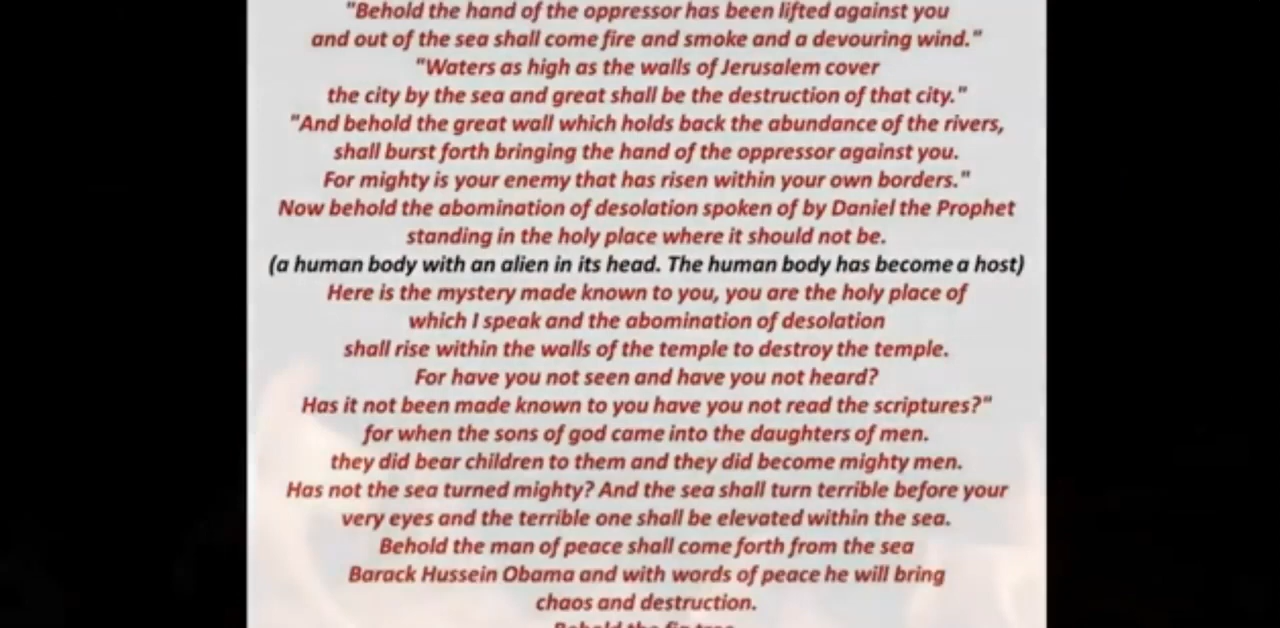 "Behold the hand of the oppressor has been lifted against you
and out of the sea shall come fire and smoke and a devouring wind."
"Waters as high as the walls of Jerusalem cover
the city by the sea and great shall be the destruction of that city."
"And behold the great wall which holds back the abundance of the rivers,
shall burst forth bringing the hand of the oppressor against you.
For mighty is your enemy that has risen within your own borders."
Now behold the abomination of desolation spoken of by Daniel the Prophet
standing in the holy place where it should not be.
(a human body with an alien in its head. The human body has become a host)
Here is the mystery made known to you, you are the holy place of
which I speak and the abomination of desolation
shall rise within the walls of the temple to destroy the temple.
For have you not seen and have you not heard?
Has it not been made known to you have you not read the scriptures?"
for when the sons of god came into the daughters of men.
they did bear children to them and they did become mighty men.
Has not the sea turned mighty? And the sea shall turn terrible before your
very eyes and the terrible one shall be elevated within the sea.
Behold the man of peace shall come forth from the sea
Barack Hussein Obama and with words of peace he will bring
chaos and destruction.
Behold the fig tree